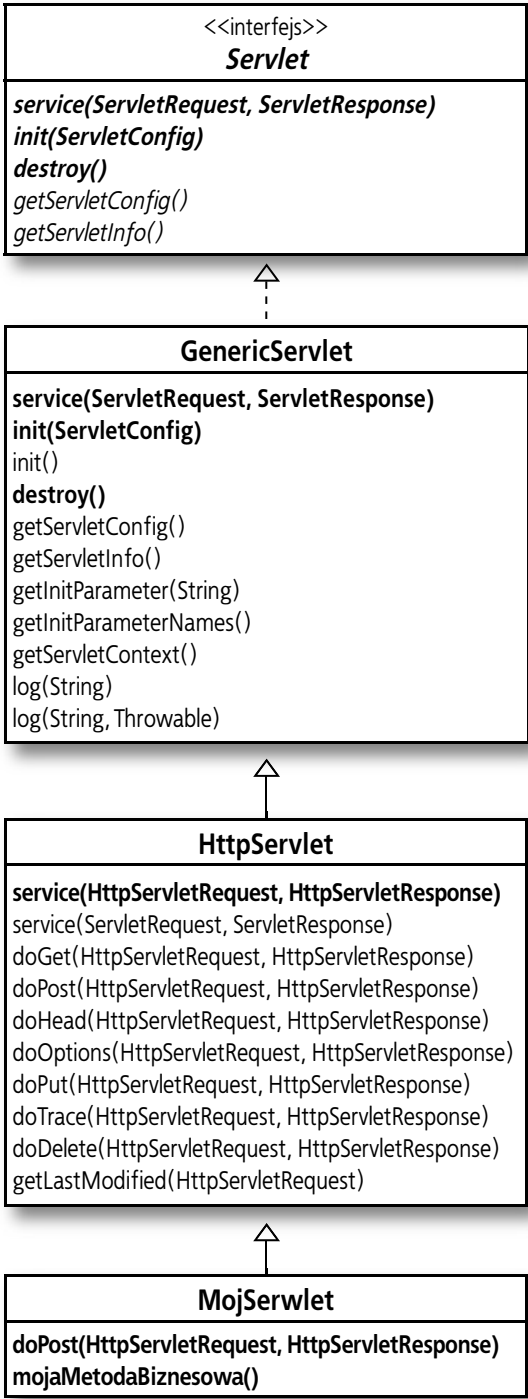 <<interfejs>>
Servlet
service(ServletRequest, ServletResponse)
init(ServletConfig)
destroy()
getServletConfig()
getServletInfo()
GenericServlet
service(ServletRequest, ServletResponse)
init(ServletConfig)
init()
destroy()
getServletConfig()
getServletInfo()
getInitParameter(String)
getInitParameterNames()
getServletContext()
log(String)
log(String, Throwable)
HttpServlet
service(HttpServletRequest, HttpServletResponse)
service(ServletRequest, ServletResponse)
doGet(HttpServletRequest, HttpServletResponse)
doPost(HttpServletRequest, HttpServletResponse)
doHead(HttpServletRequest, HttpServletResponse)
doOptions(HttpServletRequest, HttpServletResponse)
doPut(HttpServletRequest, HttpServletResponse)
doTrace(HttpServletRequest, HttpServletResponse)
doDelete(HttpServletRequest, HttpServletResponse)
getLastModified(HttpServletRequest)
MojSerwlet
doPost(HttpServletRequest, HttpServletResponse)
mojaMetodaBiznesowa()